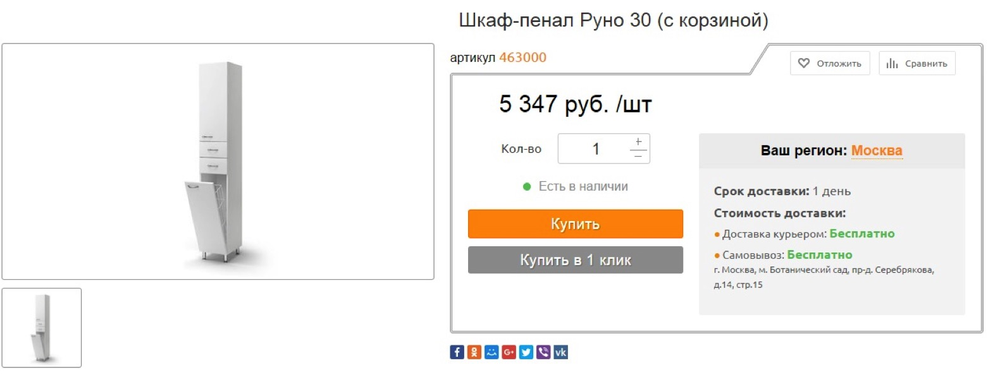 Шкаф-пенал Руно 30 (с корзиной)
артикул 463000
Отложить
Сравнить
5 347 руб. /шт
Кол-во 1 + −
Есть в наличии
Купить
Купить в 1 клик
Ваш регион: Москва
Срок доставки: 1 день
Стоимость доставки:
• Доставка курьером: Бесплатно
• Самовывоз: Бесплатно
г. Москва, м. Ботанический сад, пр-д. Серебрякова,
д.14, стр.15
f G+ vk